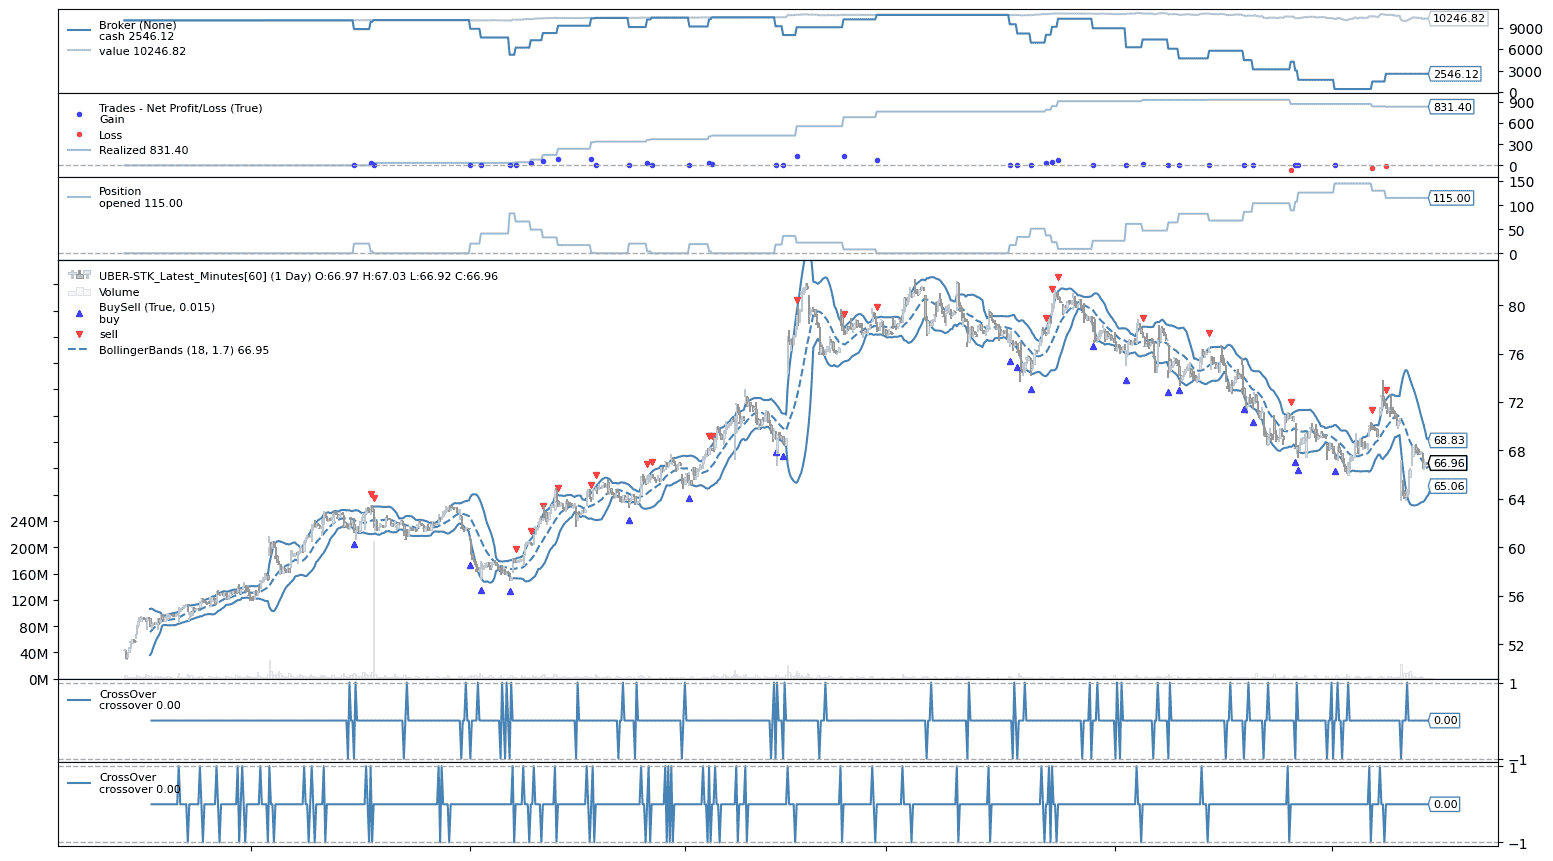 Broker (None)
cash 2546.12
value 10246.82
10246.82
2546.12
9000
6000
3000
0
Trades - Net Profit/Loss (True)
Gain
Loss
Realized 831.40
831.40
900
600
300
0
Position
opened 115.00
115.00
150
100
50
0
UBER-STK_Latest_Minutes[60] (1 Day) O:66.97 H:67.03 L:66.92 C:66.96
Volume
BuySell (True, 0.015)
buy
sell
BollingerBands (18, 1.7) 66.95
240M
200M
160M
120M
80M
40M
0M
80
76
72
68
64
60
56
52
68.83
66.96
65.06
CrossOver
crossover 0.00
0.00
1
−1
CrossOver
crossover 0.00
0.00
1
−1